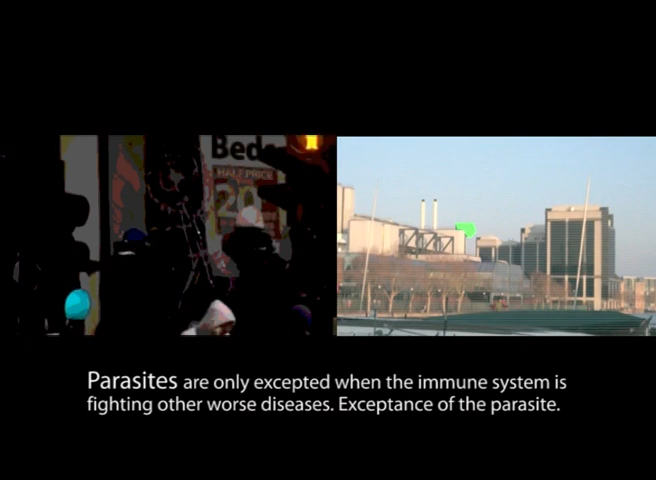 Beds
HALF PRICE
Parasites are only excepted when the immune system is
fighting other worse diseases. Exceptance of the parasite.